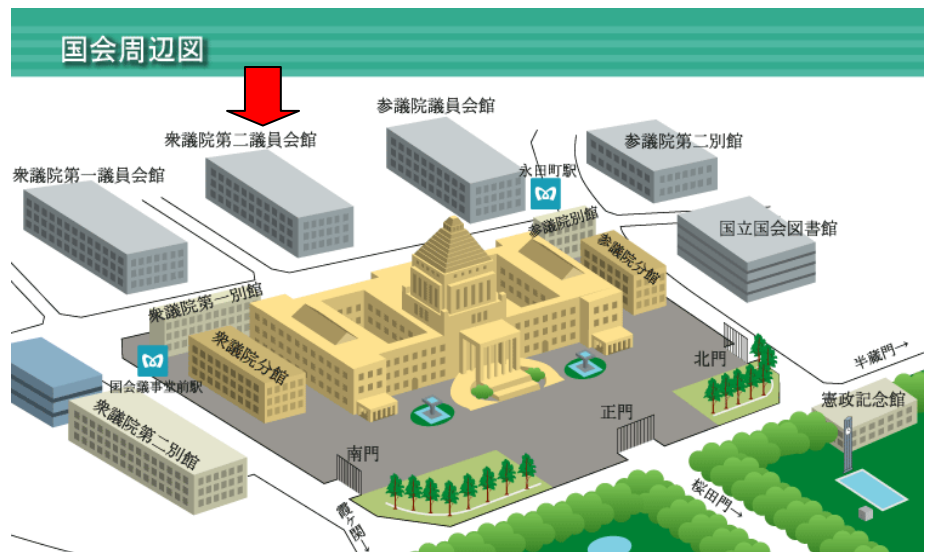 国会周辺図
参議院議員会館
衆議院第二議員会館
参議院第二別館
衆議院第一議員会館
永田町駅
参議院別館
国立国会図書館
参議院分館
衆議院第一別館
衆議院分館
北門
半蔵門→
国会議事堂前駅
憲政記念館
衆議院第二別館
正門
南門
桜田門→
霞ヶ関→